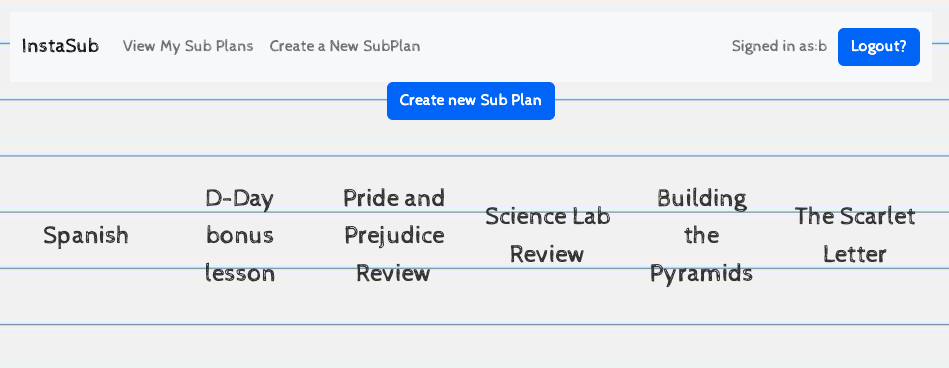 InstaSub View My Sub Plans Create a New SubPlan Signed in as:b Logout?
Create new Sub Plan
Spanish
D-Day
bonus
lesson
Pride and
Prejudice
Review
Science Lab
Review
Building
the
Pyramids
The Scarlet
Letter